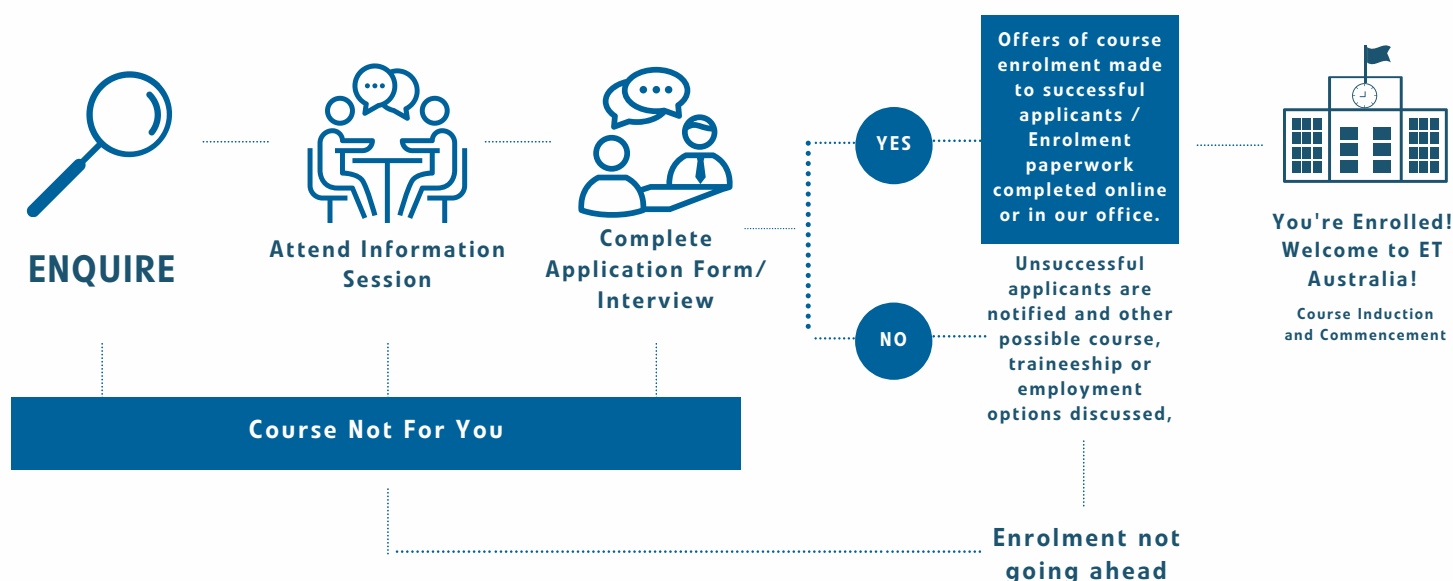 ENQUIRE
Attend Information
Session
Complete
Application Form/
Interview
YES
NO
Offers of course
enrolment made
to successful
applicants /
Enrolment
paperwork
completed online
or in our office.
Unsuccessful
applicants are
notified and other
possible course,
traineeship or
employment
options discussed,
You're Enrolled!
Welcome to ET
Australia!
Course Induction
and Commencement
Course Not For You
Enrolment not
going ahead